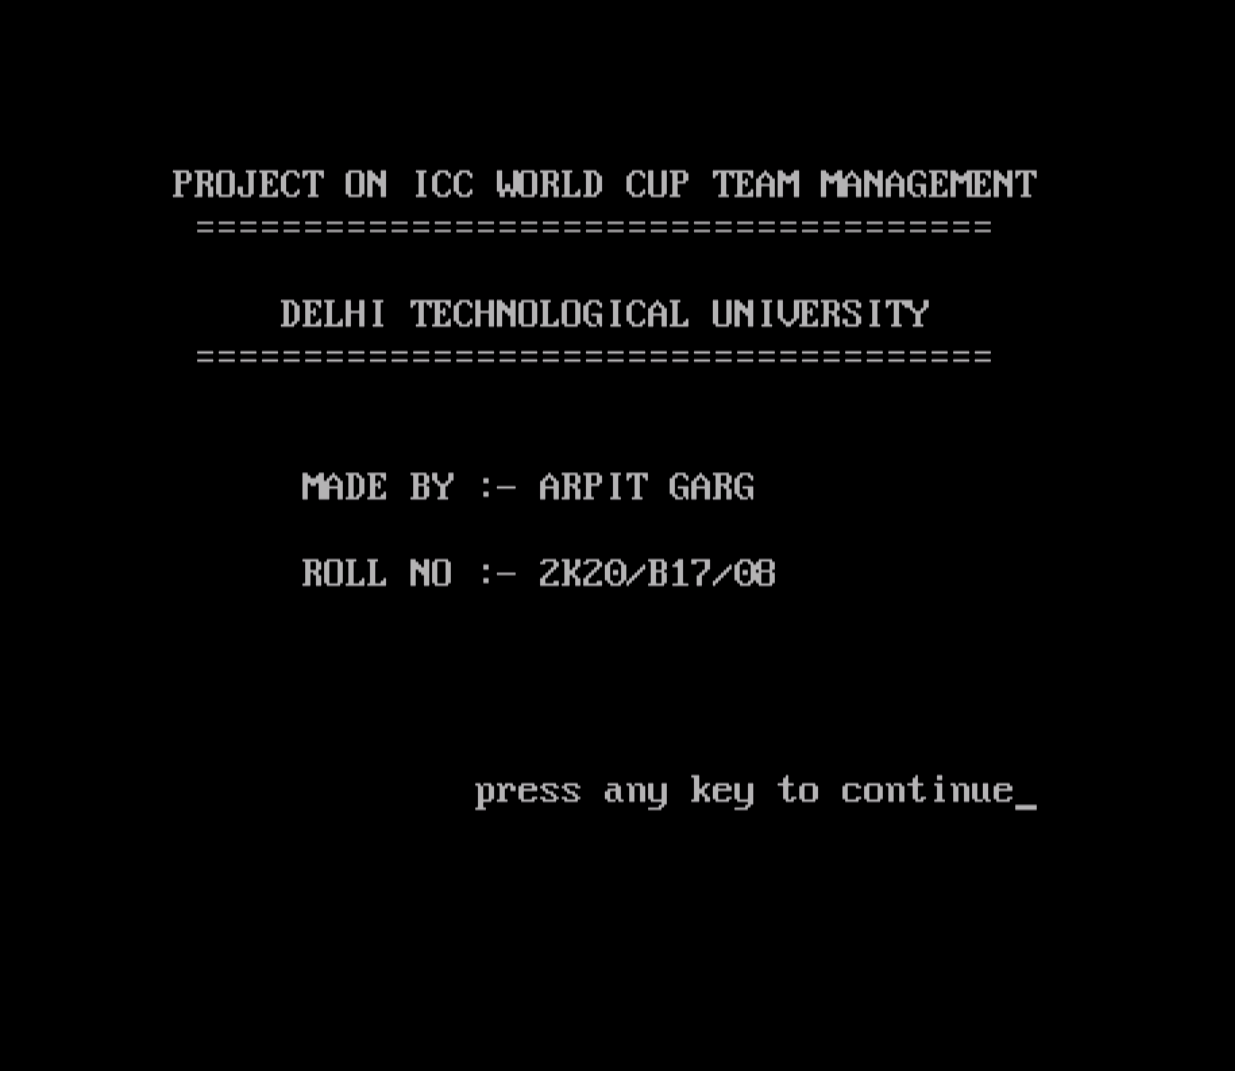 PROJECT ON ICC WORLD CUP TEAM MANAGEMENT
=====================================
DELHI TECHNOLOGICAL UNIVERSITY
=====================================
MADE BY :- ARPIT GARG
ROLL NO :- 2K20/B17/08
press any key to continue_